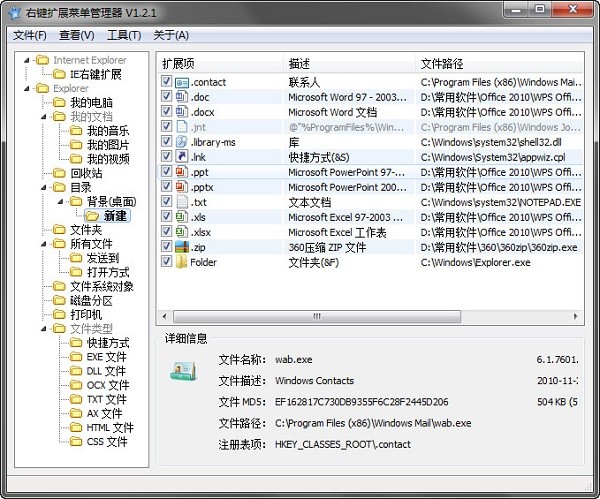 右键扩展菜单管理器 V1.2.1
文件(F) 查看(V) 工具(T) 关于(A)
Internet Explorer
IE右键扩展
Explorer
我的电脑
我的文档
我的音乐
我的图片
我的视频
回收站
目录
背景(桌面)
新建
文件夹
所有文件
发送到
打开方式
文件系统对象
磁盘分区
打印机
文件类型
快捷方式
EXE 文件
DLL 文件
OCX 文件
TXT 文件
AX 文件
HTML 文件
CSS 文件
扩展项 描述 文件路径
.contact 联系人 C:\Program Files (x86)\Windows Mai...
.doc Microsoft Word 97 - 2003... D:\常用软件\Office 2010\WPS Offi...
.docx Microsoft Word 文档 D:\常用软件\Office 2010\WPS Offi...
.jnt @"%ProgramFiles%\Win... C:\Program Files (x86)\Windows Jo...
.library-ms 库 C:\Windows\system32\shell32.dll
.lnk 快捷方式(&S) C:\Windows\System32\appwiz.cpl
.ppt Microsoft PowerPoint 97-... D:\常用软件\Office 2010\WPS Offi...
.pptx Microsoft PowerPoint 200... D:\常用软件\Office 2010\WPS Offi...
.txt 文本文档 C:\Windows\system32\NOTEPAD.EXE
.xls Microsoft Excel 97-2003 ... D:\常用软件\Office 2010\WPS Offi...
.xlsx Microsoft Excel 工作表 D:\常用软件\Office 2010\WPS Offi...
.zip 360压缩 ZIP 文件 D:\常用软件\360\360zip\360zip.exe
Folder 文件夹(&F) C:\Windows\Explorer.exe
详细信息
文件名称: wab.exe 6.1.7601.
文件描述: Windows Contacts 2010-11-
文件 MD5: EF162817C730DB9355F6C28F2445D206 504 KB (5
文件路径: C:\Program Files (x86)\Windows Mail\wab.exe
注册表项: HKEY_CLASSES_ROOT\.contact